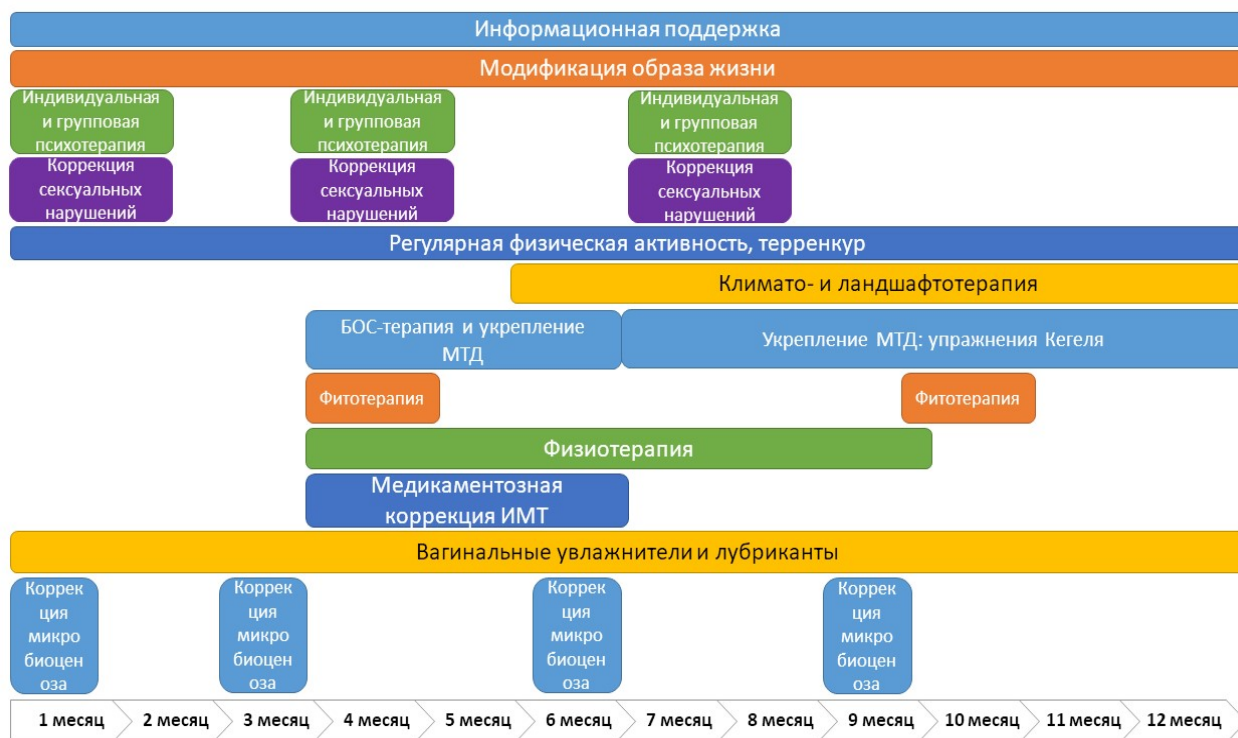 Информационная поддержка
Модификация образа жизни
Индивидуальная
и групповая
психотерапия
Индивидуальная
и групповая
психотерапия
Индивидуальная
и групповая
психотерапия
Коррекция
сексуальных
нарушений
Коррекция
сексуальных
нарушений
Коррекция
сексуальных
нарушений
Регулярная физическая активность, терренкур
Климато- и ландшафтотерапия
БОС-терапия и укрепление
МТД
Укрепление МТД: упражнения Кегеля
Фитотерапия
Фитотерапия
Физиотерапия
Медикаментозная
коррекция ИМТ
Вагинальные увлажнители и лубриканты
Коррек
ция
микро
биоцен
оза
Коррек
ция
микро
биоцен
оза
Коррек
ция
микро
биоцен
оза
Коррек
ция
микро
биоцен
оза
1 месяц 2 месяц 3 месяц 4 месяц 5 месяц 6 месяц 7 месяц 8 месяц 9 месяц 10 месяц 11 месяц 12 месяц